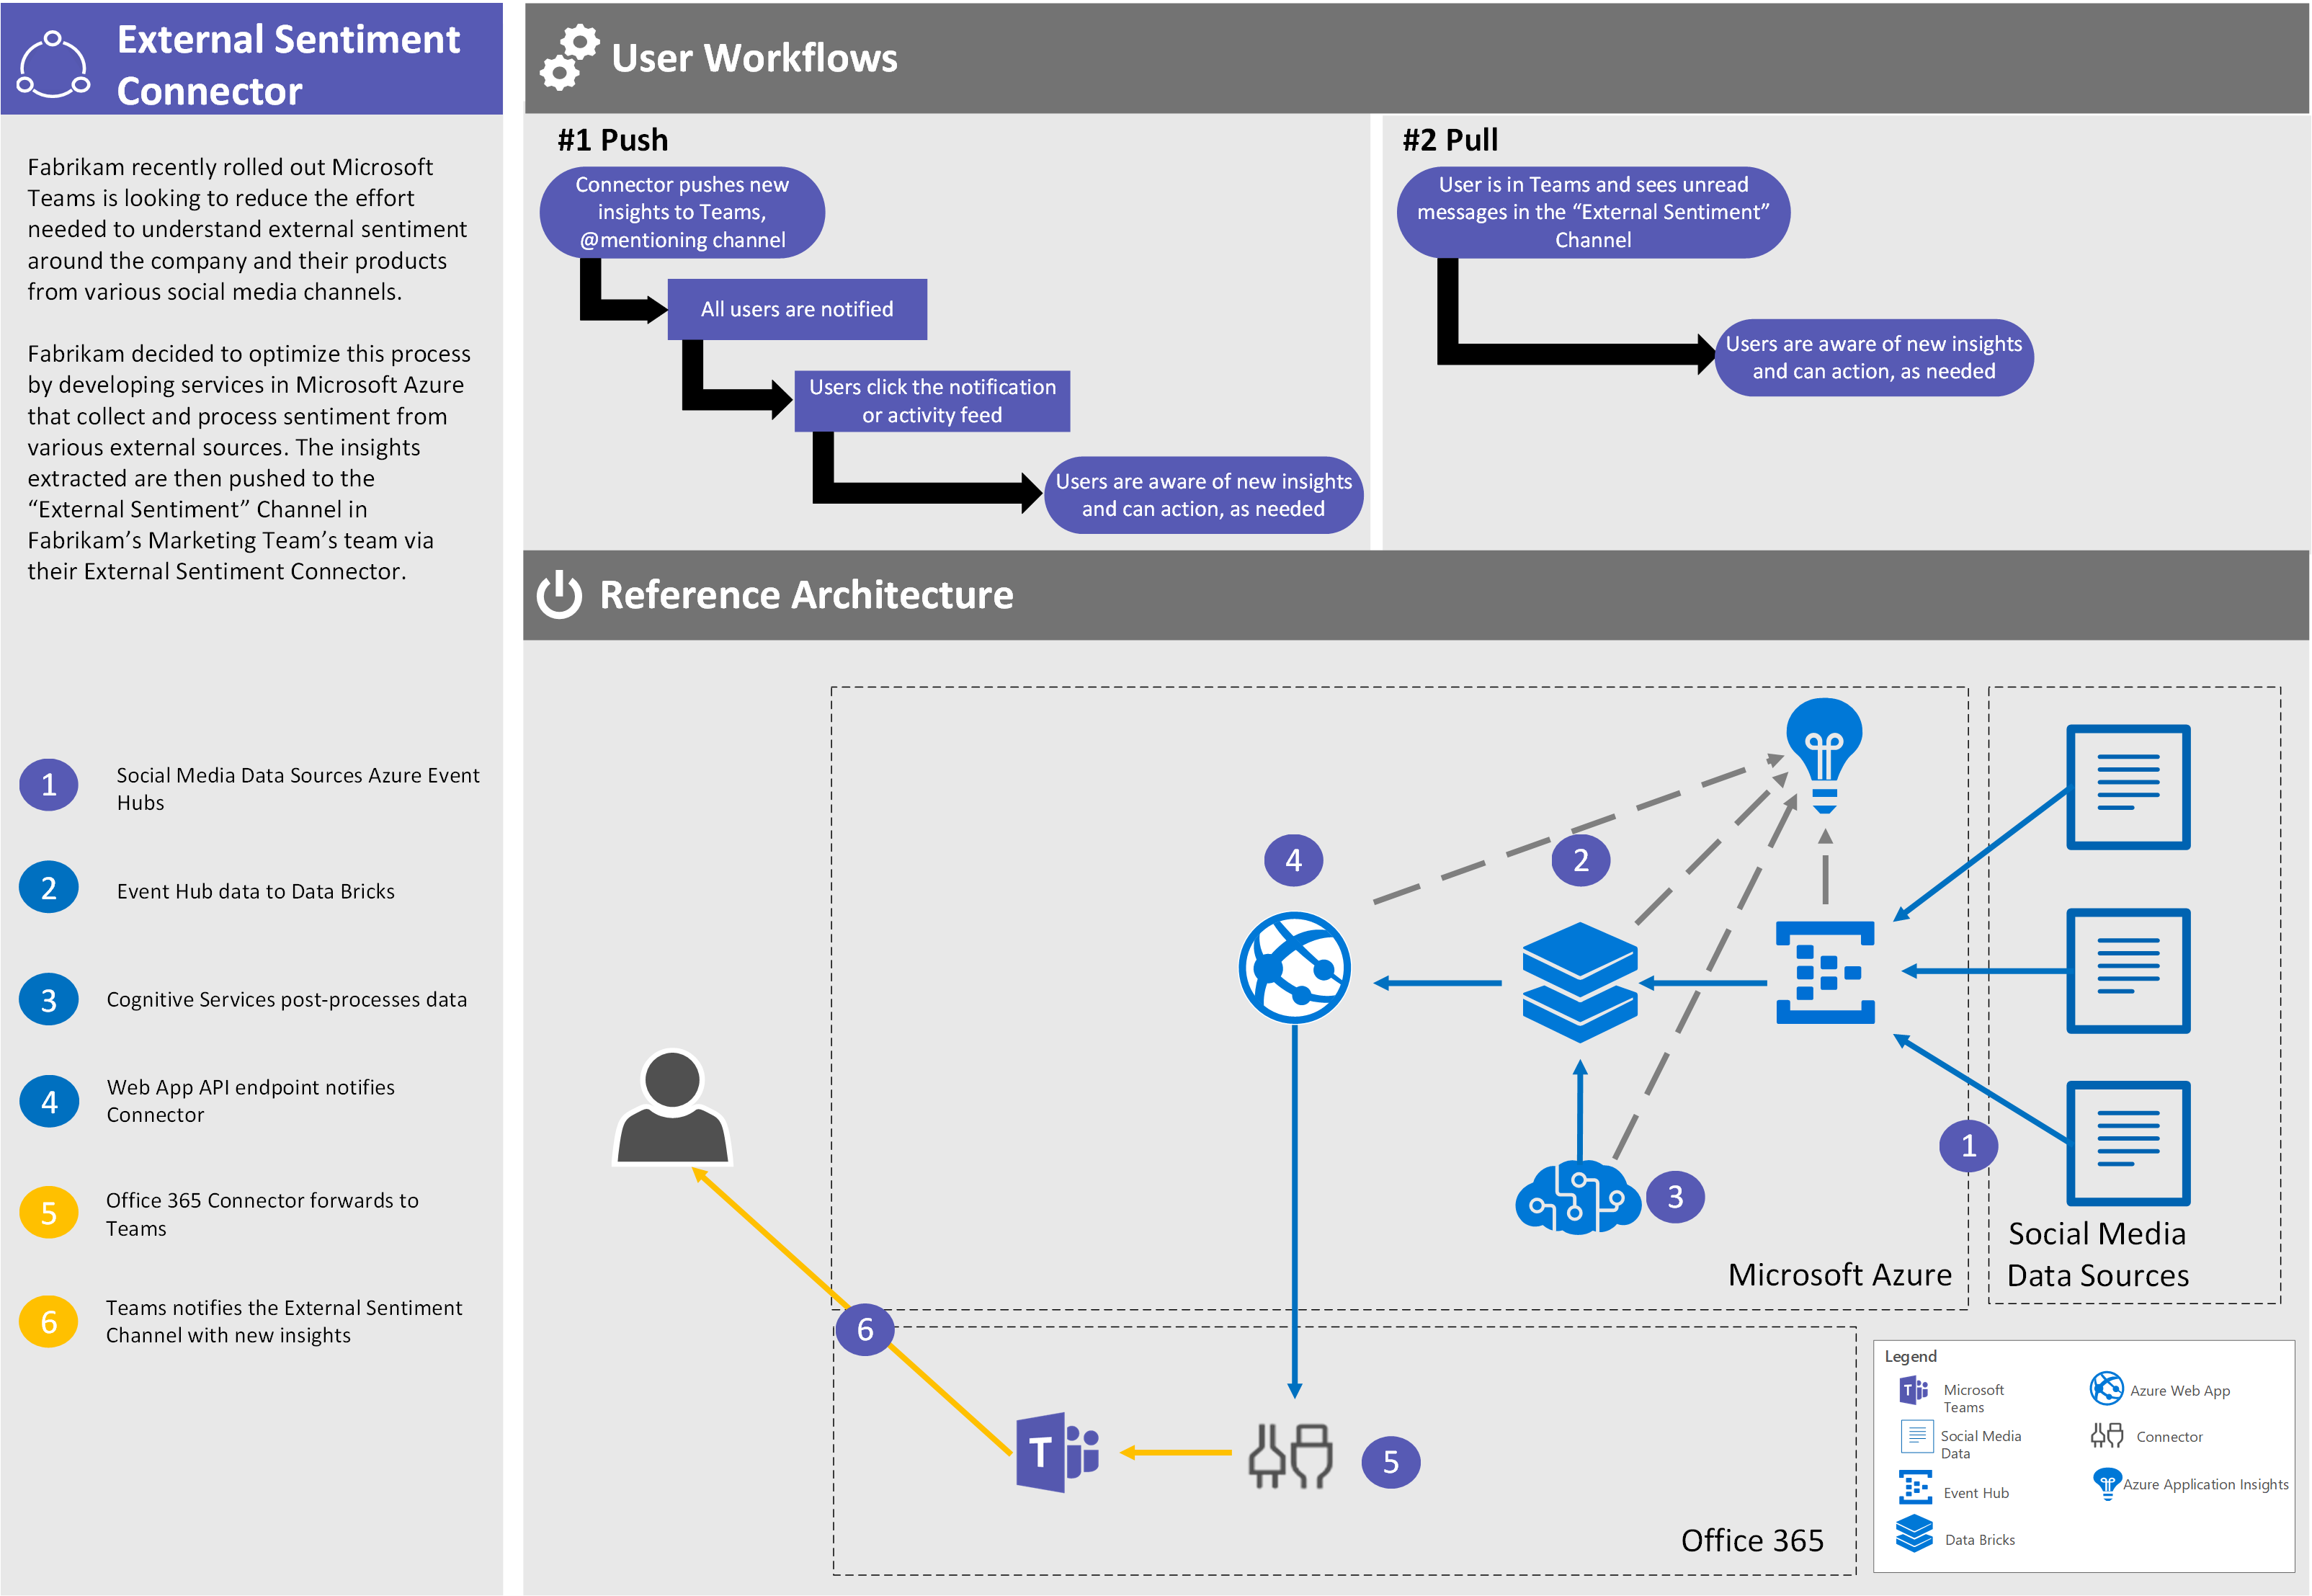 External Sentiment
Connector
Fabrikam recently rolled out Microsoft
Teams is looking to reduce the effort
needed to understand external sentiment
around the company and their products
from various social media channels.
Fabrikam decided to optimize this process
by developing services in Microsoft Azure
that collect and process sentiment from
various external sources. The insights
extracted are then pushed to the
“External Sentiment” Channel in
Fabrikam’s Marketing Team’s team via
their External Sentiment Connector.
1
Social Media Data Sources Azure Event
Hubs
2
Event Hub data to Data Bricks
3
Cognitive Services post-processes data
4
Web App API endpoint notifies
Connector
5
Office 365 Connector forwards to
Teams
6
Teams notifies the External Sentiment
Channel with new insights
User Workflows
#1 Push
Connector pushes new
insights to Teams,
@mentioning channel
All users are notified
Users click the notification
or activity feed
Users are aware of new insights
and can action, as needed
#2 Pull
User is in Teams and sees unread
messages in the “External Sentiment”
Channel
Users are aware of new insights
and can action, as needed
Reference Architecture
4
2
1
3
Social Media
Data Sources
Microsoft Azure
6
T
5
Office 365
Legend
T
Microsoft
Teams
Social Media
Data
Event Hub
Data Bricks
Azure Web App
Connector
Azure Application Insights